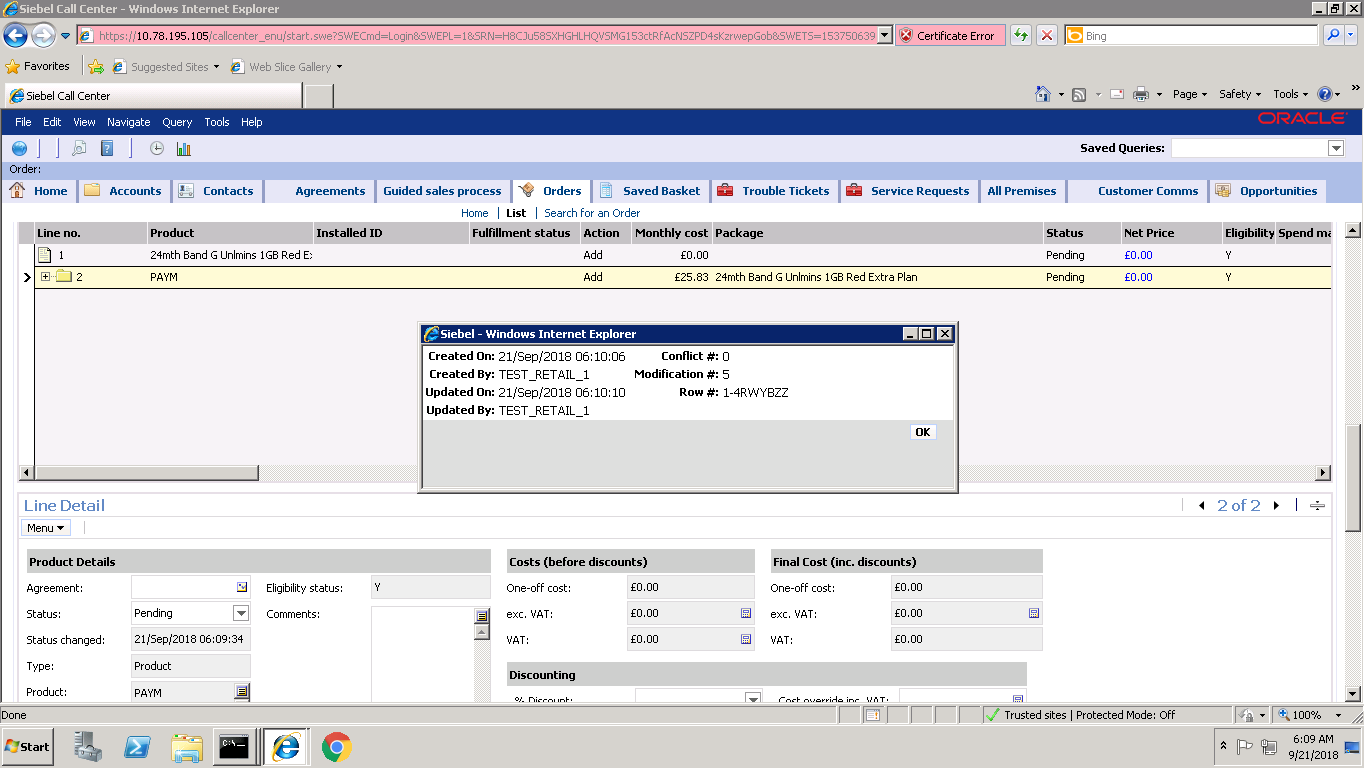 Siebel Call Center - Windows Internet Explorer
https://10.78.195.105/callcenter_enu/start.swe?SWECmd=Login&SWEPL=1&SRN=H8CJu58SXHGHLHQVSMG153ctRfAcNSZPD4sKzrwepGob&SWETS=153750639
Certificate Error
Bing
Favorites
Suggested Sites
Web Slice Gallery
Siebel Call Center
Page
Safety
Tools
File Edit View Navigate Query Tools Help
ORACLE
Saved Queries:
Order:
Home Accounts Contacts Agreements Guided sales process Orders Saved Basket Trouble Tickets Service Requests All Premises Customer Comms Opportunities
Home | List | Search for an Order
Line no. Product Installed ID Fulfillment status Action Monthly cost Package Status Net Price Eligibility Spend ma
1 24mth Band G Unlmins 1GB Red E: Add £0.00 Pending £0.00 Y
2 PAYM Add £25.83 24mth Band G Unlmins 1GB Red Extra Plan Pending £0.00 Y
Siebel - Windows Internet Explorer
Created On: 21/Sep/2018 06:10:06 Conflict #: 0
Created By: TEST_RETAIL_1 Modification #: 5
Updated On: 21/Sep/2018 06:10:10 Row #: 1-4RWYBZZ
Updated By: TEST_RETAIL_1
OK
Line Detail
2 of 2
Menu
Product Details Costs (before discounts) Final Cost (inc. discounts)
Agreement: Eligibility status: Y One-off cost: £0.00 One-off cost: £0.00
Status: Pending Comments: exc. VAT: £0.00 exc. VAT: £0.00
Status changed: 21/Sep/2018 06:09:34 VAT: £0.00 VAT: £0.00
Type: Product
Discounting
Product: PAYM
% Discount: Cost override inc. VAT:
Done
Trusted sites | Protected Mode: Off
100%
Start
C:\.
6:09 AM
9/21/2018